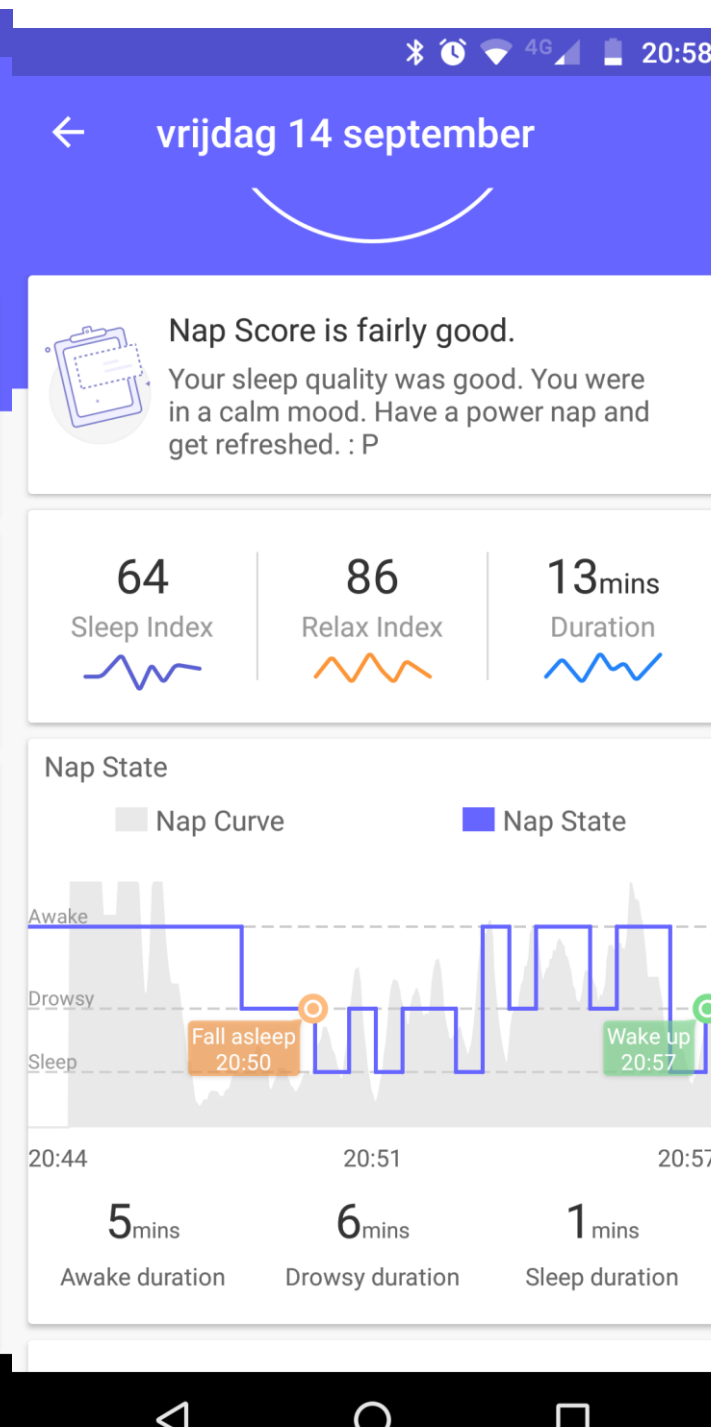 4G 20:58
vrijdag 14 september
Nap Score is fairly good.
Your sleep quality was good. You were
in a calm mood. Have a power nap and
get refreshed. : P
64 86 13mins
Sleep Index Relax Index Duration
Nap State
Nap Curve Nap State
Awake
Drowsy
Fall asleep Wake up
20:50 20:57
Sleep
20:44 20:51 20:57
5mins 6mins 1mins
Awake duration Drowsy duration Sleep duration